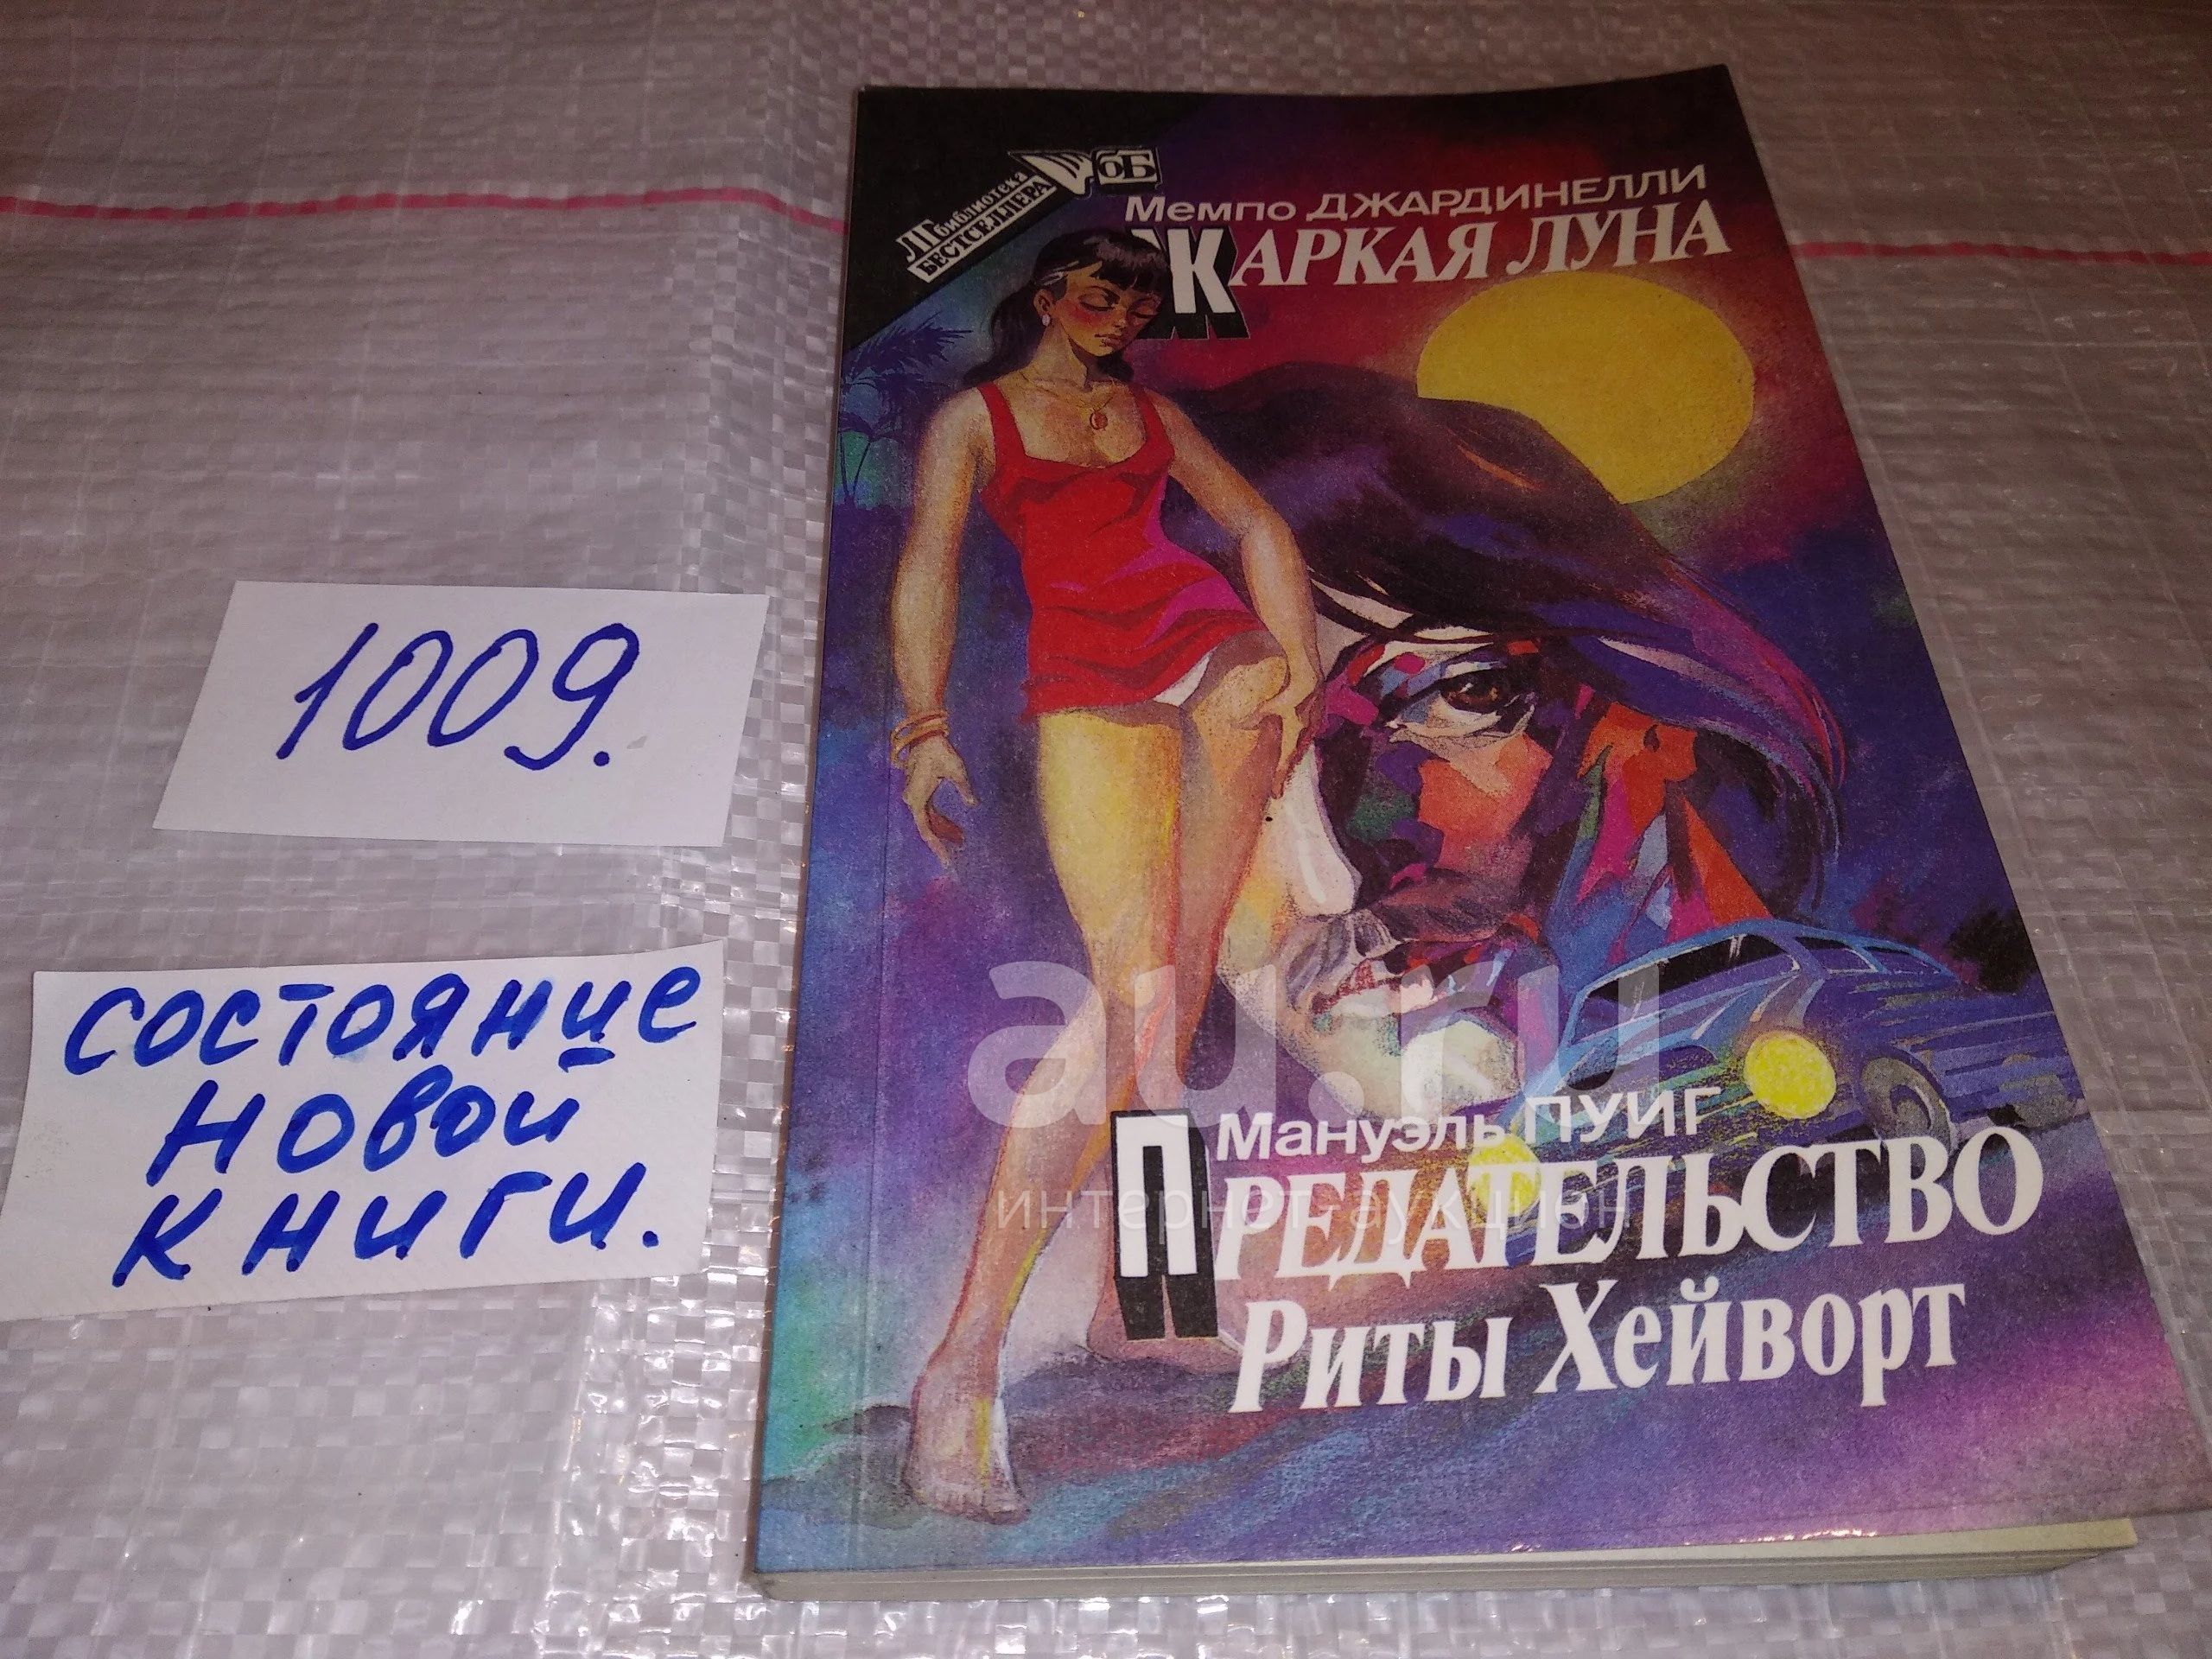 Библиотека
БЕСТСЕЛЛЕРА
бБ
Мемпо ДЖАРДИНЕЛЛИ
ЖАРКАЯ ЛУНА
1009.
состояние
новой
книги.
au.ru
интернет-аукцион
Мануэль ПУИГ
ПРЕДАТЕЛЬСТВО
Риты Хейворт